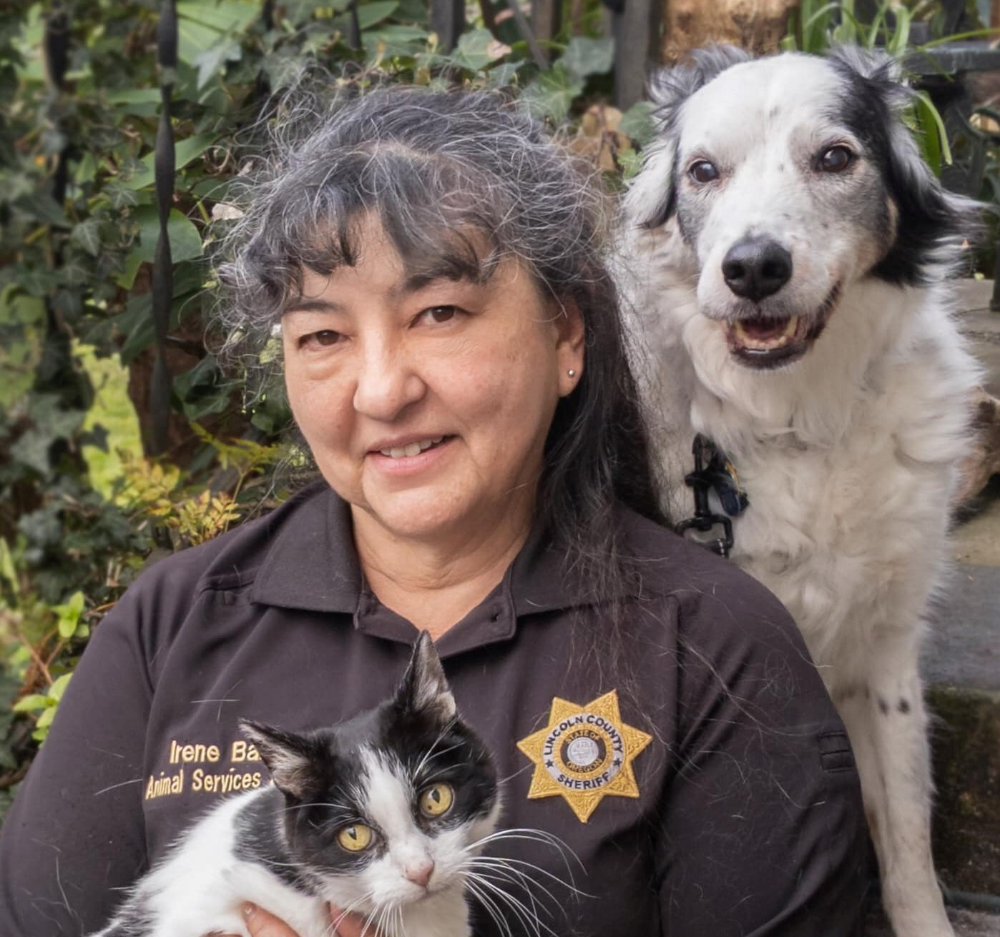 Irene Ba
Animal Services
LINCOLN COUNTY
STATE OF
OREGON
SHERIFF